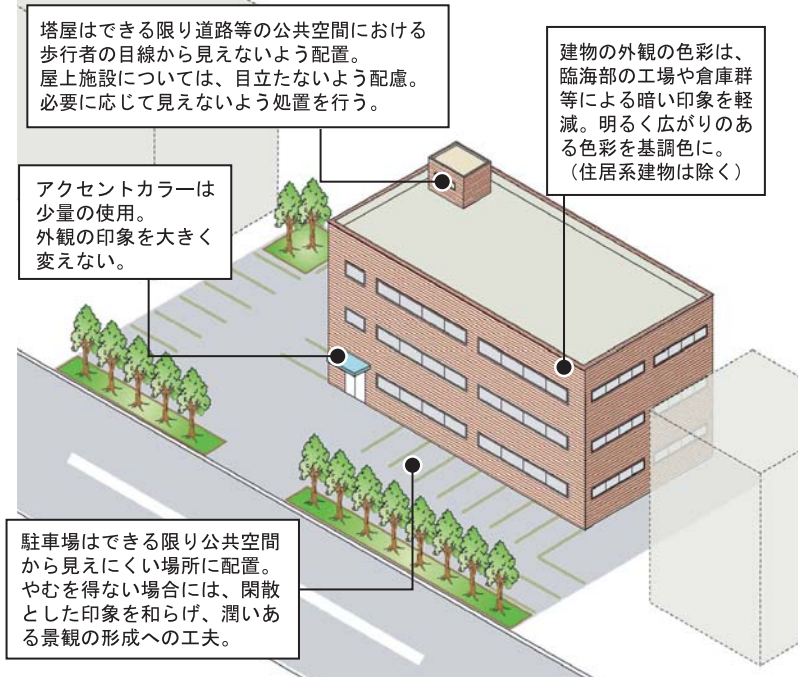 塔屋はできる限り道路等の公共空間における
歩行者の目線から見えないよう配置。
屋上施設については、目立たないよう配慮。
必要に応じて見えないよう処置を行う。
建物の外観の色彩は、
臨海部の工場や倉庫群
等による暗い印象を軽
減。明るく広がりのあ
る色彩を基調色に。
（住居系建物は除く）
アクセントカラーは
少量の使用。
外観の印象を大きく
変えない。
駐車場はできる限り公共空間
から見えにくい場所に配置。
やむを得ない場合には、閑散
とした印象を和らげ、潤いあ
る景観の形成への工夫。